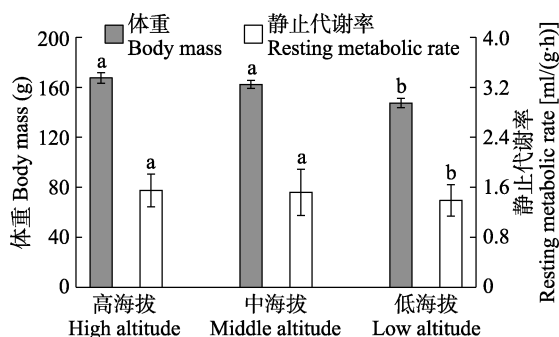 体重
Body mass
静止代谢率
Resting metabolic rate
体重 Body mass (g)
200
160
120
80
40
0
a
a
a
a
b
b
4.0
3.2
2.4
1.6
0.8
0
静止代谢率
Resting metabolic rate [ml/(g·h)]
高海拔
High altitude
中海拔
Middle altitude
低海拔
Low altitude